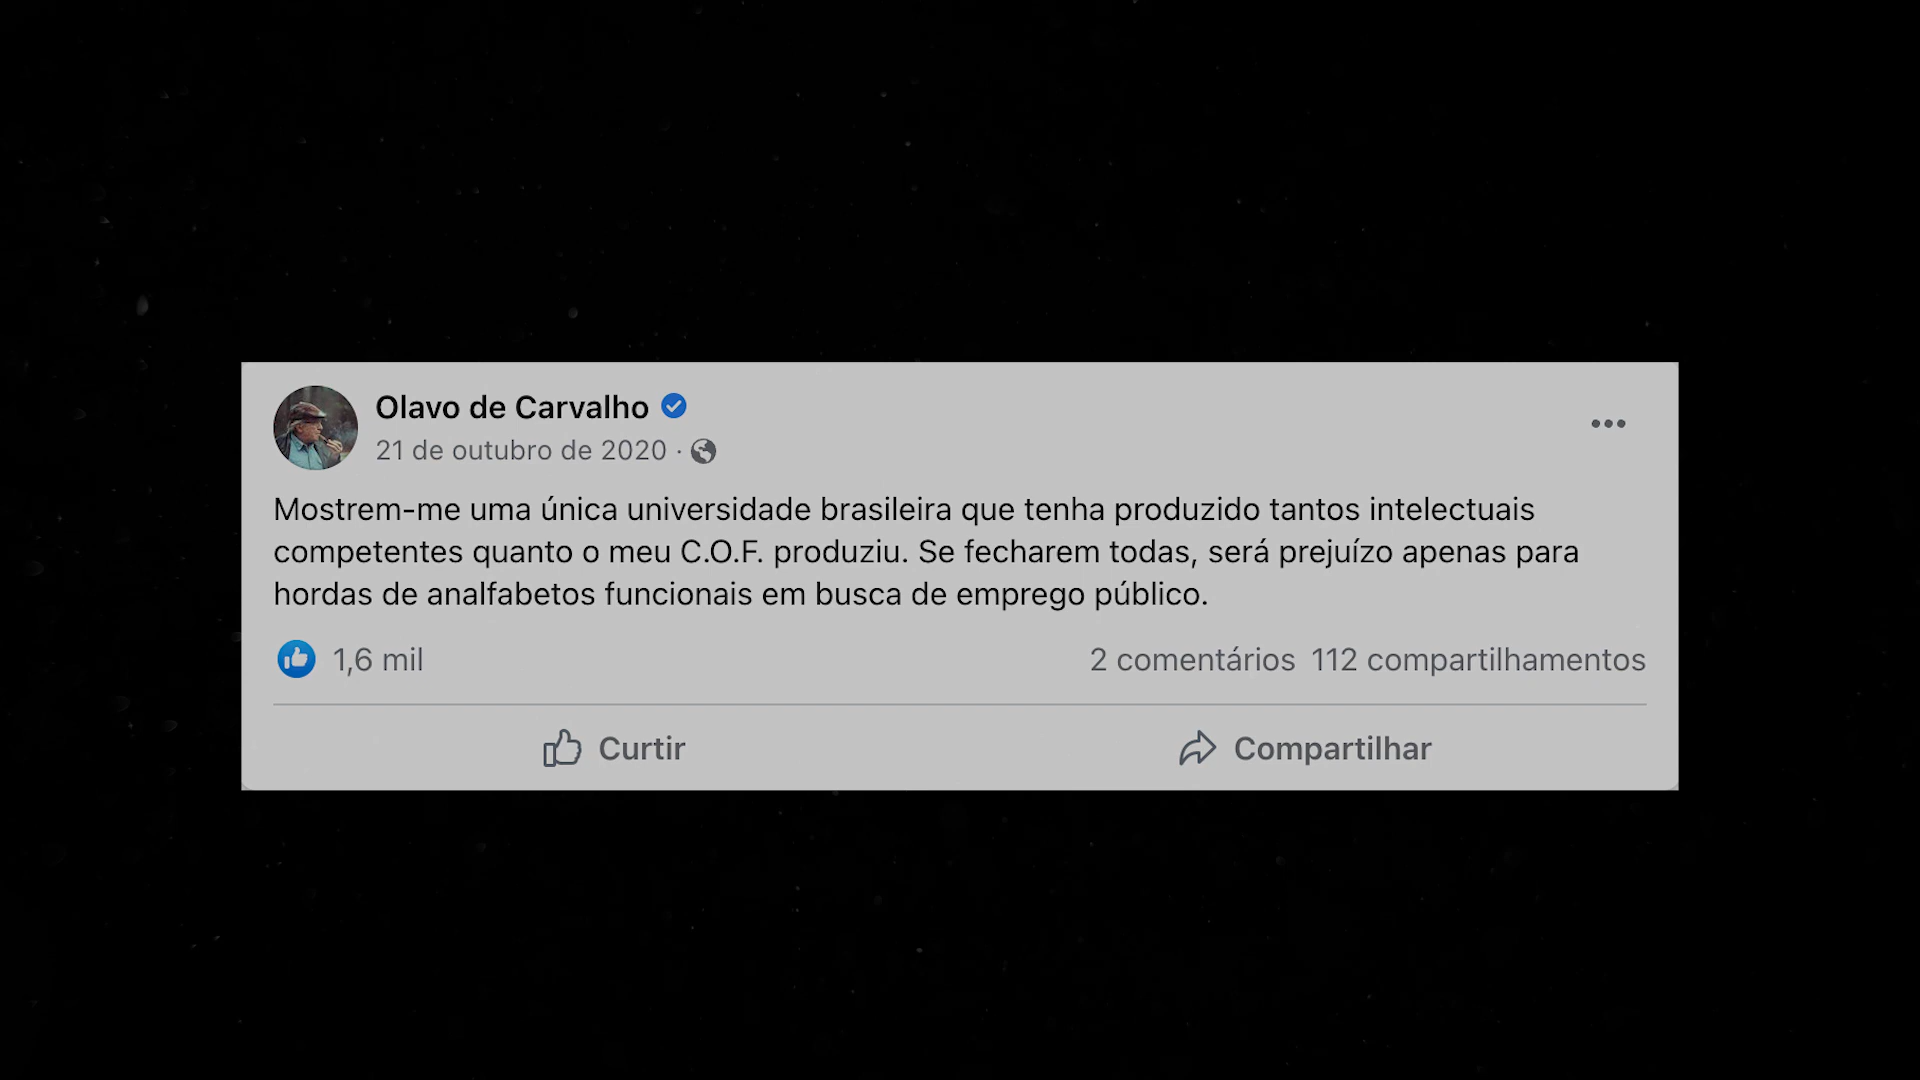 Olavo de Carvalho
21 de outubro de 2020 ·
Mostrem-me uma única universidade brasileira que tenha produzido tantos intelectuais
competentes quanto o meu C.O.F. produziu. Se fecharem todas, será prejuízo apenas para
hordas de analfabetos funcionais em busca de emprego público.
1,6 mil
2 comentários 112 compartilhamentos
Curtir
Compartilhar